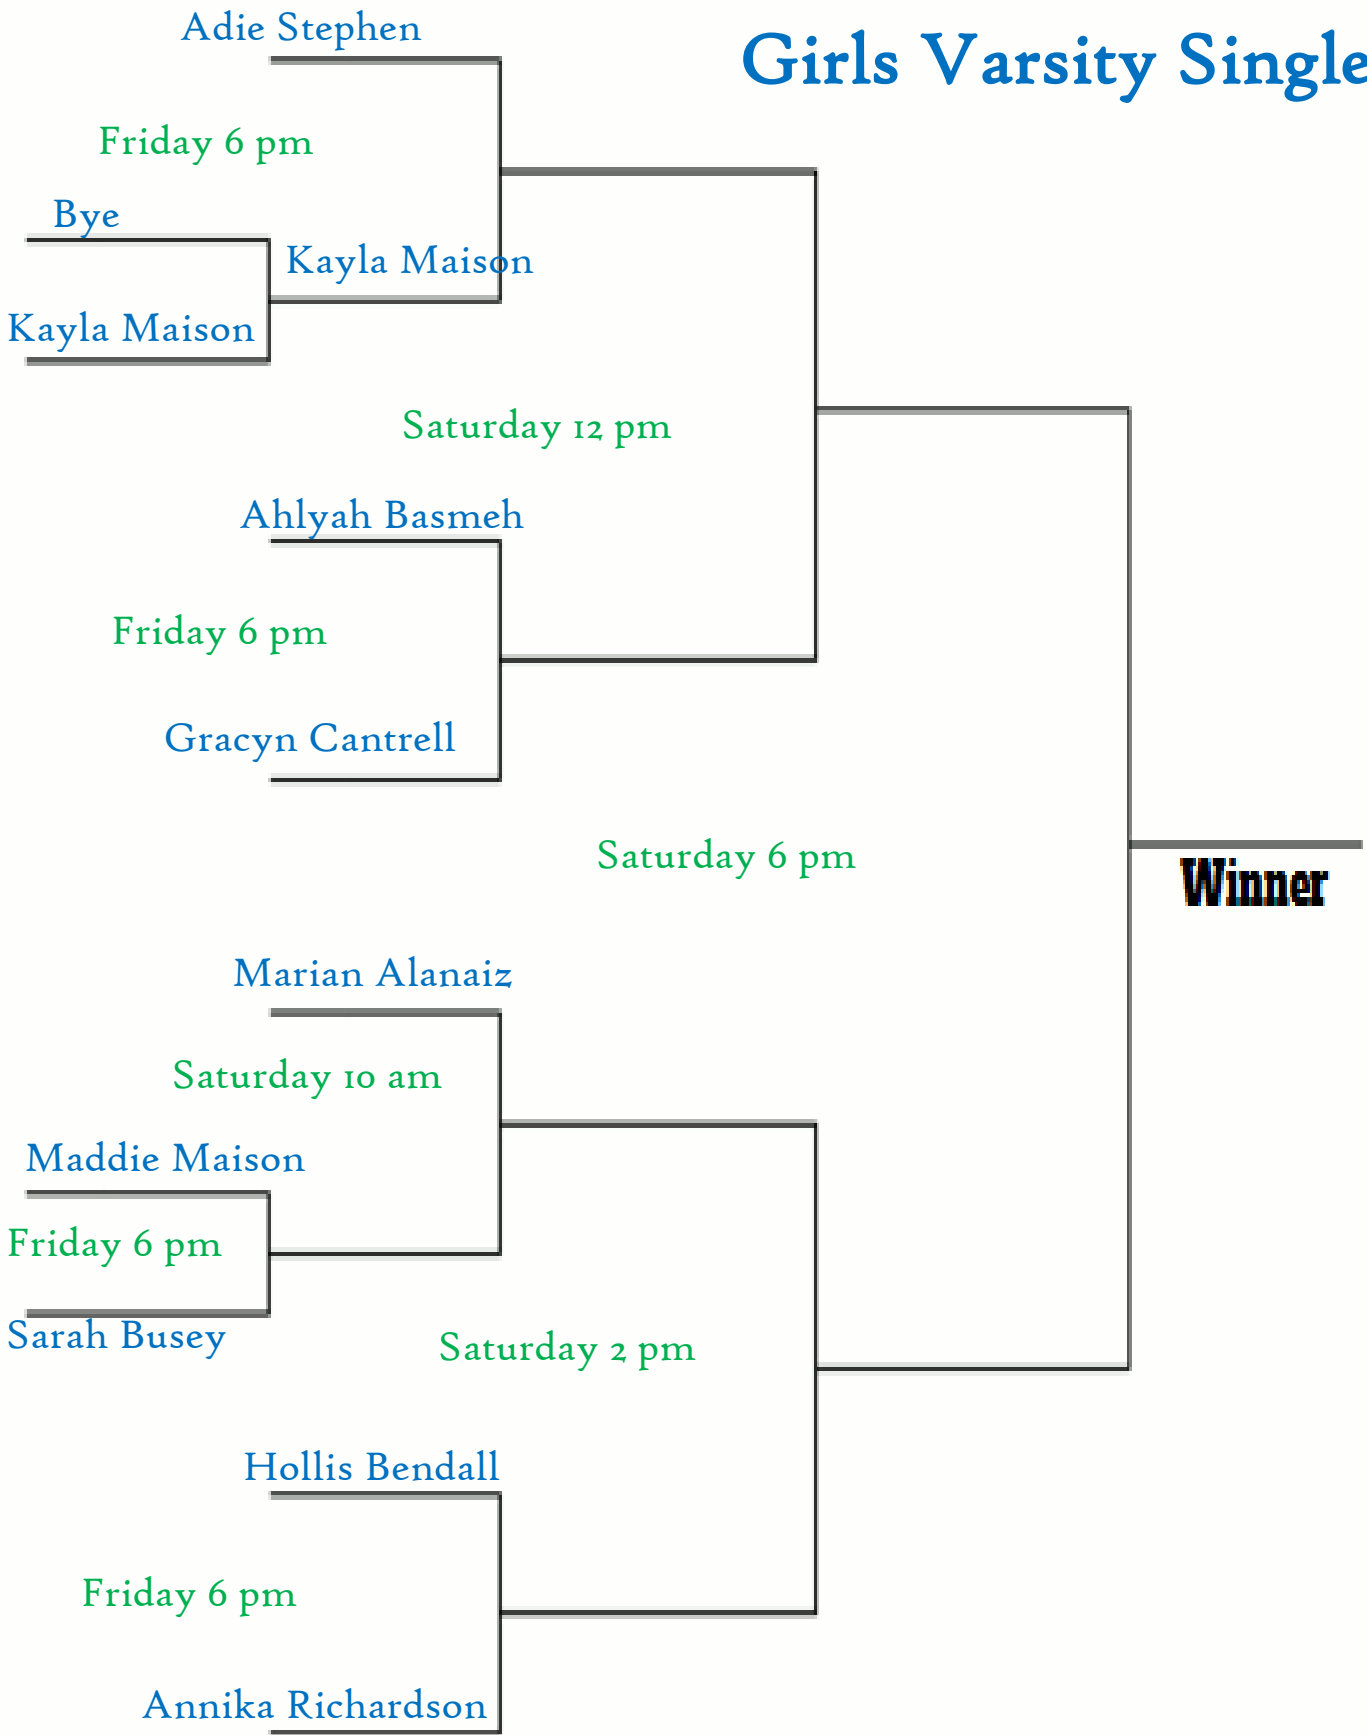 Adie Stephen
Girls Varsity Single
Friday 6 pm
Bye
Kayla Maison
Kayla Maison
Saturday 12 pm
Ahlyah Basmeh
Friday 6 pm
Gracyn Cantrell
Saturday 6 pm
Winner
Marian Alanaiz
Saturday 10 am
Maddie Maison
Friday 6 pm
Sarah Busey
Saturday 2 pm
Hollis Bendall
Friday 6 pm
Annika Richardson